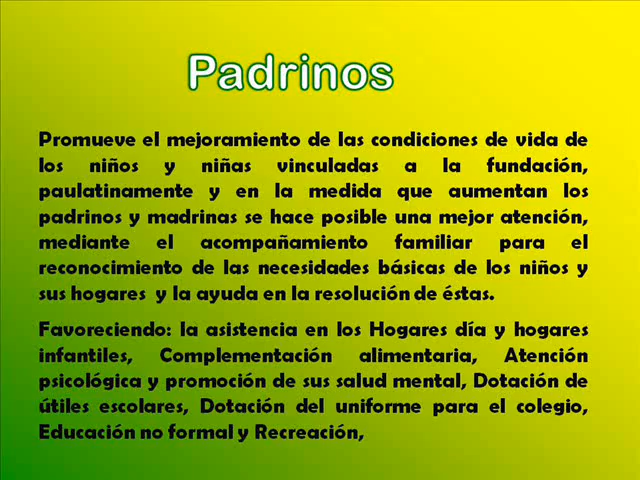 Padrinos
Promueve el mejoramiento de las condiciones de vida de
los niños y niñas vinculadas a la fundación,
paulatinamente y en la medida que aumentan los
padrinos y madrinas se hace posible una mejor atención,
mediante el acompañamiento familiar para el
reconocimiento de las necesidades básicas de los niños y
sus hogares y la ayuda en la resolución de éstas.
Favoreciendo: la asistencia en los Hogares día y hogares
infantiles, Complementación alimentaria, Atención
psicológica y promoción de sus salud mental, Dotación de
útiles escolares, Dotación del uniforme para el colegio,
Educación no formal y Recreación,